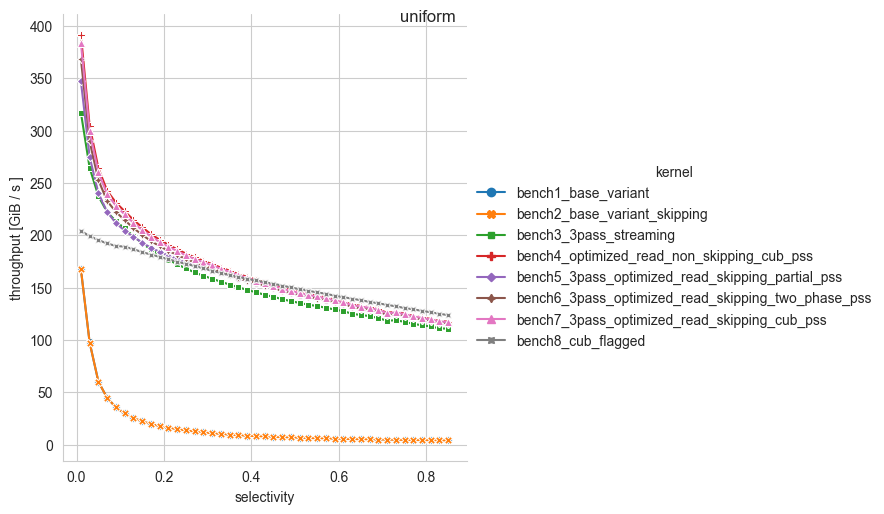 uniform
400
350
300
250
200
150
100
50
0
throughput [GiB / s ]
0.0 0.2 0.4 0.6 0.8
selectivity
kernel
bench1_base_variant
bench2_base_variant_skipping
bench3_3pass_streaming
bench4_optimized_read_non_skipping_cub_pss
bench5_3pass_optimized_read_skipping_partial_pss
bench6_3pass_optimized_read_skipping_two_phase_pss
bench7_3pass_optimized_read_skipping_cub_pss
bench8_cub_flagged